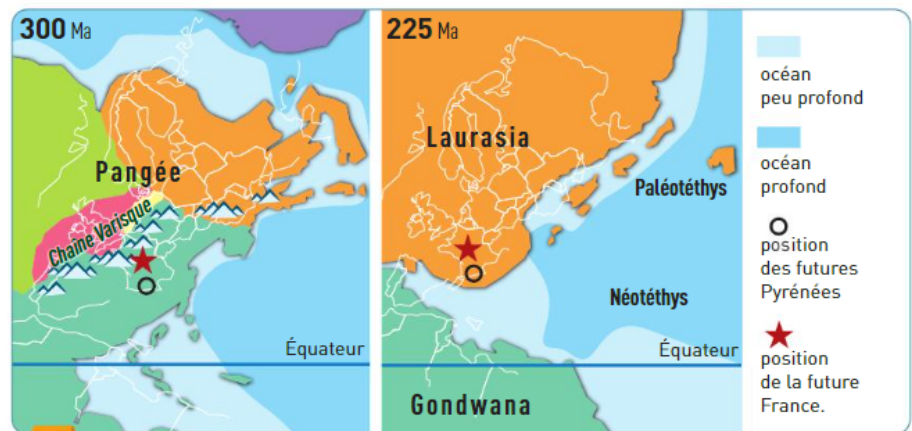 300 Ma
Pangée
Chaîne Varisque
Équateur
225 Ma
Laurasia
Paléotéthys
Néotéthys
Équateur
Gondwana
océan
peu profond
océan
profond
position
des futures
Pyrénées
position
de la future
France.